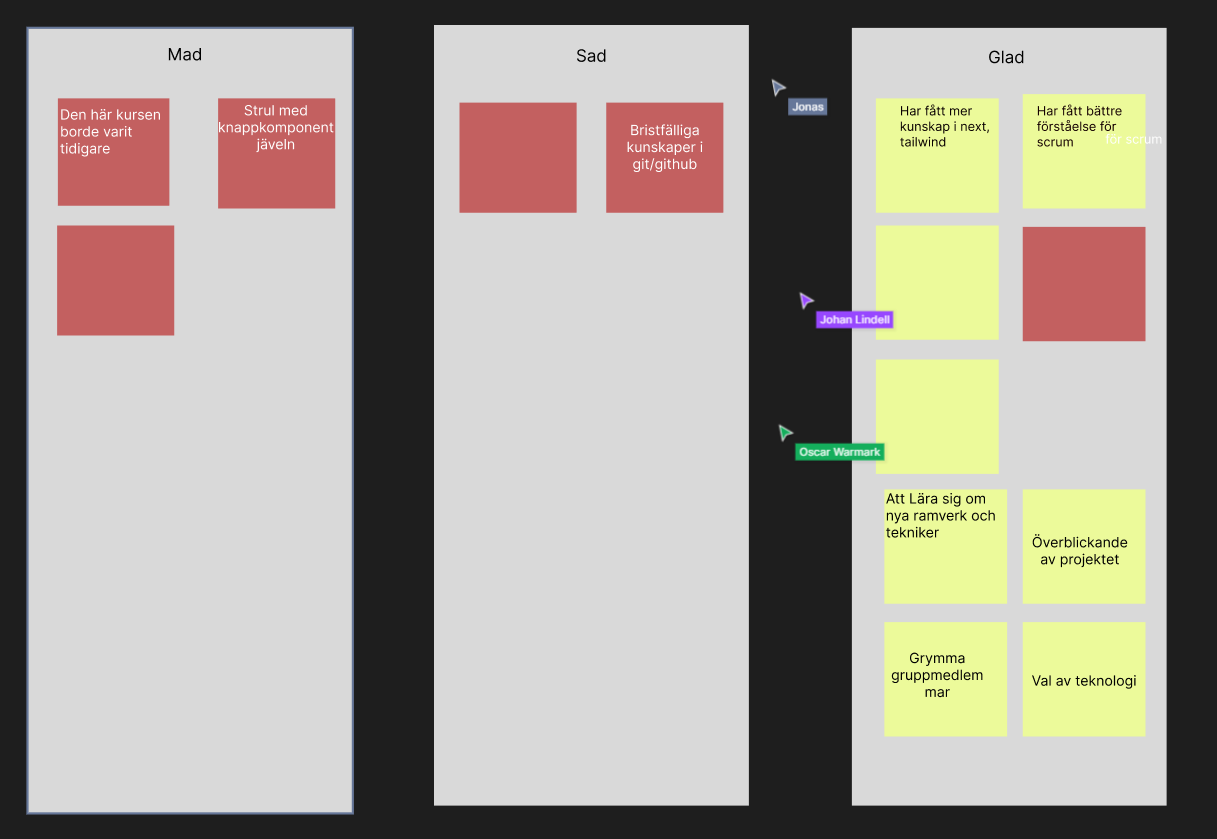 Mad
Den här kursen
borde varit
tidigare
Strul med
knappkomponent
jäveln
Sad
Bristfälliga
kunskaper i
git/github
Jonas
Johan Lindell
Oscar Warmark
Glad
Har fått mer
kunskap i next,
tailwind
Har fått bättre
förståelse för
scrum
för scrum
Att Lära sig om
nya ramverk och
tekniker
Överblickande
av projektet
Grymma
gruppmedlem
mar
Val av teknologi